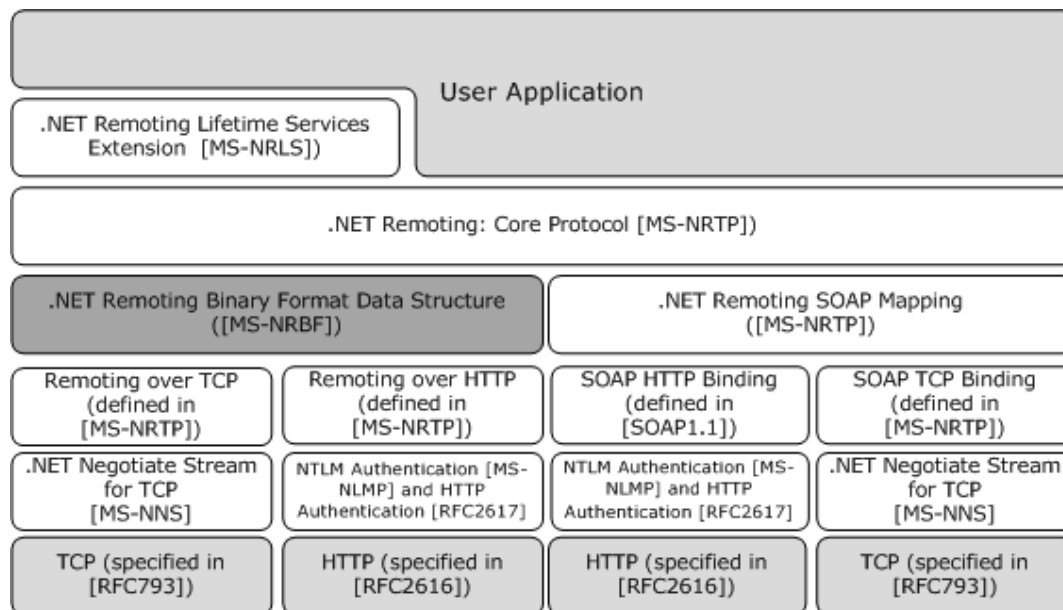 User Application
.NET Remoting Lifetime Services
Extension  [MS-NRLS])
.NET Remoting: Core Protocol [MS-NRTP])
.NET Remoting Binary Format Data Structure
([MS-NRBF])
.NET Remoting SOAP Mapping
([MS-NRTP])
Remoting over TCP
(defined in
[MS-NRTP])
Remoting over HTTP
(defined in
[MS-NRTP])
SOAP HTTP Binding
(defined in
[SOAP1.1])
SOAP TCP Binding
(defined in
[MS-NRTP])
.NET Negotiate Stream
for TCP
[MS-NNS]
NTLM Authentication [MS-
NLMP] and HTTP
Authentication [RFC2617]
NTLM Authentication [MS-
NLMP] and HTTP
Authentication [RFC2617]
.NET Negotiate Stream
for TCP
[MS-NNS]
TCP (specified in
[RFC793])
HTTP (specified in
[RFC2616])
HTTP (specified in
[RFC2616])
TCP (specified in
[RFC793])